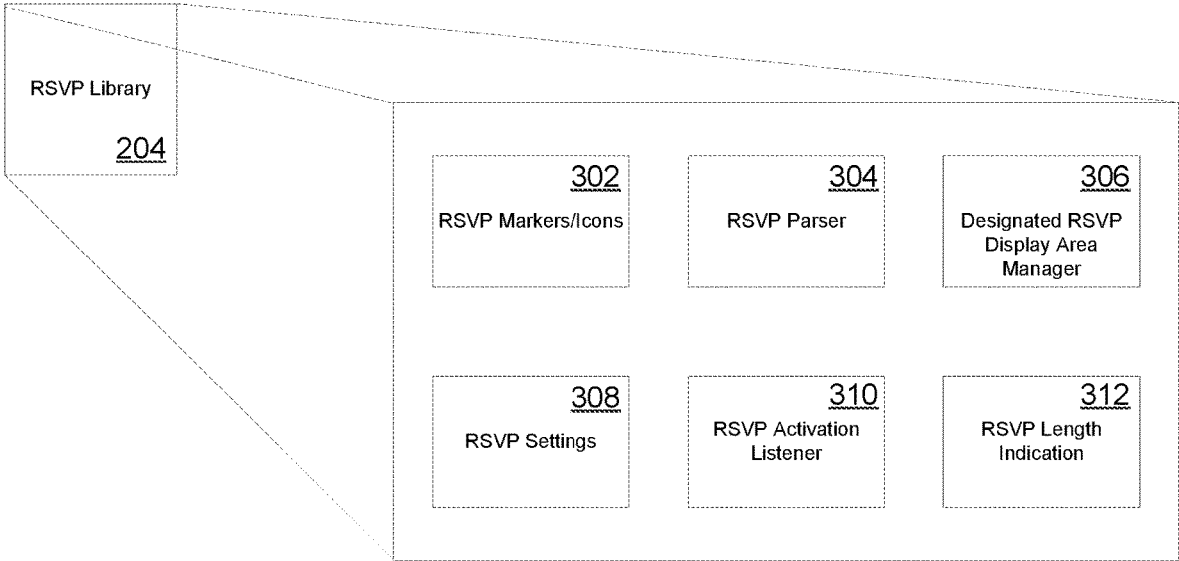 RSVP Library
204
302
RSVP Markers/Icons
304
RSVP Parser
306
Designated RSVP
Display Area
Manager
308
RSVP Settings
310
RSVP Activation
Listener
312
RSVP Length
Indication